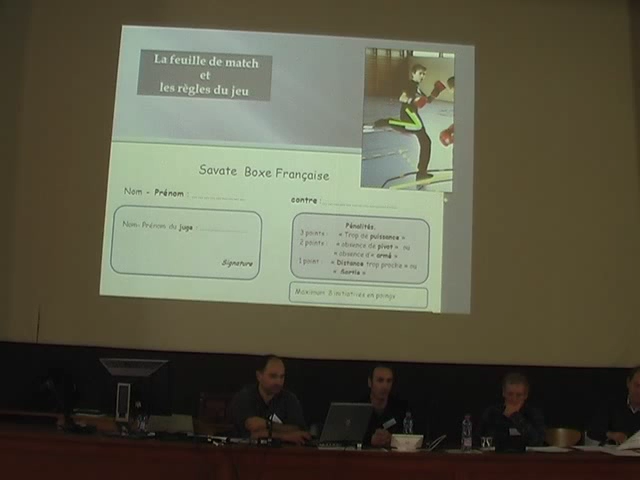 La feuille de match
et
les règles du jeu
Savate Boxe Française
Nom - Prénom :
contre :
Nom- Prénom du juge :
Signature
Pénalités.
3 points : « Trop de puissance »
2 points : « absence de pivot » ou
« absence d'« armé »
1 point : « Distance trop proche » ou
« Sortie »
Maximum 3 initiatives en poings